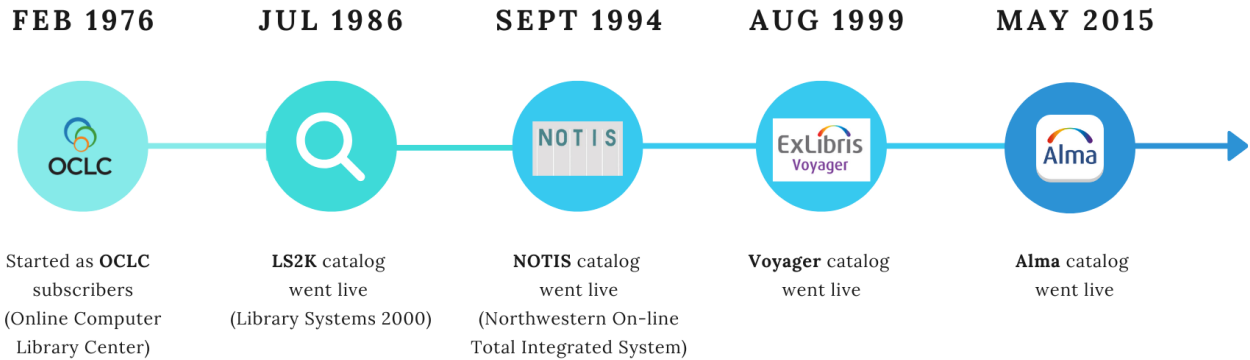 FEB 1976
JUL 1986
SEPT 1994
AUG 1999
MAY 2015
OCLC
NOTIS
ExLibris
Voyager
Alma
Started as OCLC
subscribers
(Online Computer
Library Center)
LS2K catalog
went live
(Library Systems 2000)
NOTIS catalog
went live
(Northwestern On-line
Total Integrated System)
Voyager catalog
went live
Alma catalog
went live